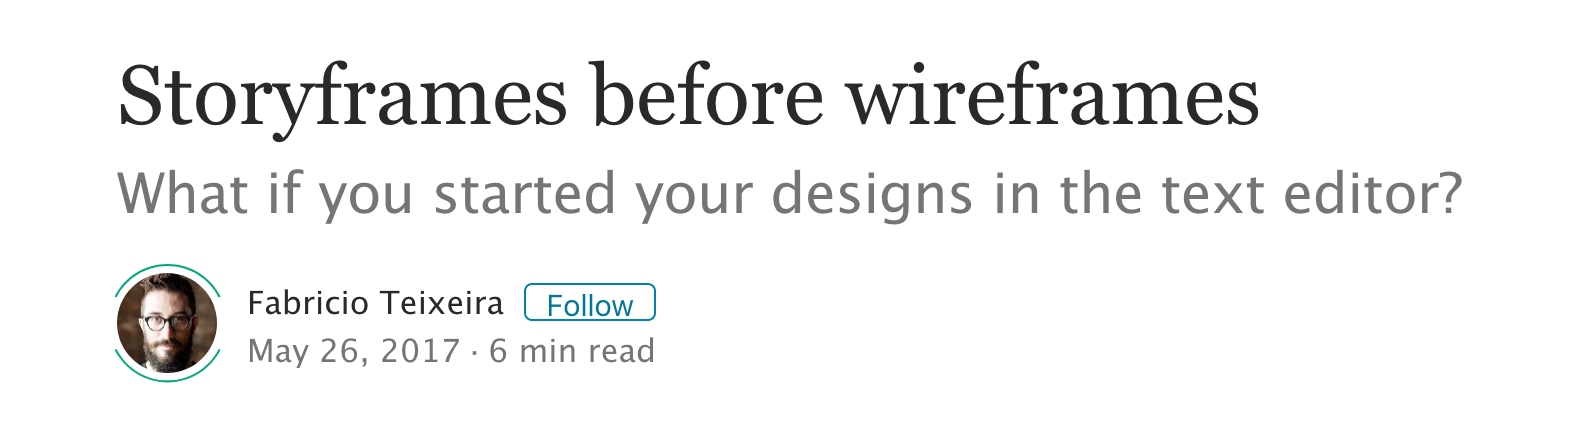 Storyframes before wireframes
What if you started your designs in the text editor?
Fabricio Teixeira Follow
May 26, 2017 · 6 min read